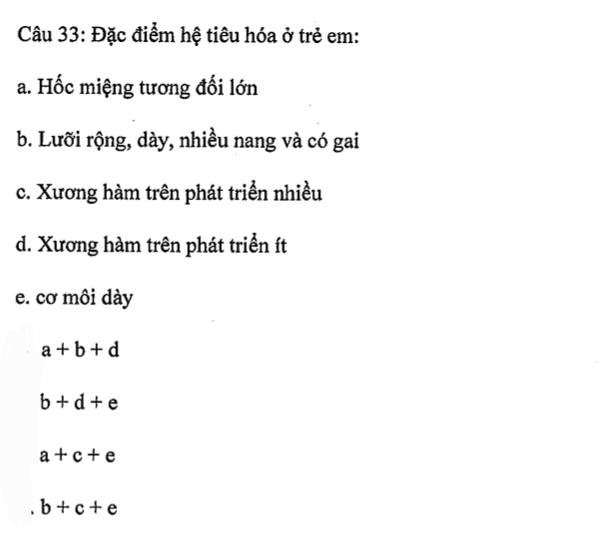 Câu 33: Đặc điểm hệ tiêu hóa ở trẻ em:
a. Hốc miệng tương đối lớn
b. Lưỡi rộng, dày, nhiều nang và có gai
c. Xương hàm trên phát triển nhiều
d. Xương hàm trên phát triển ít
e. cơ môi dày
a + b + d
b + d + e
a + c + e
. b + c + e